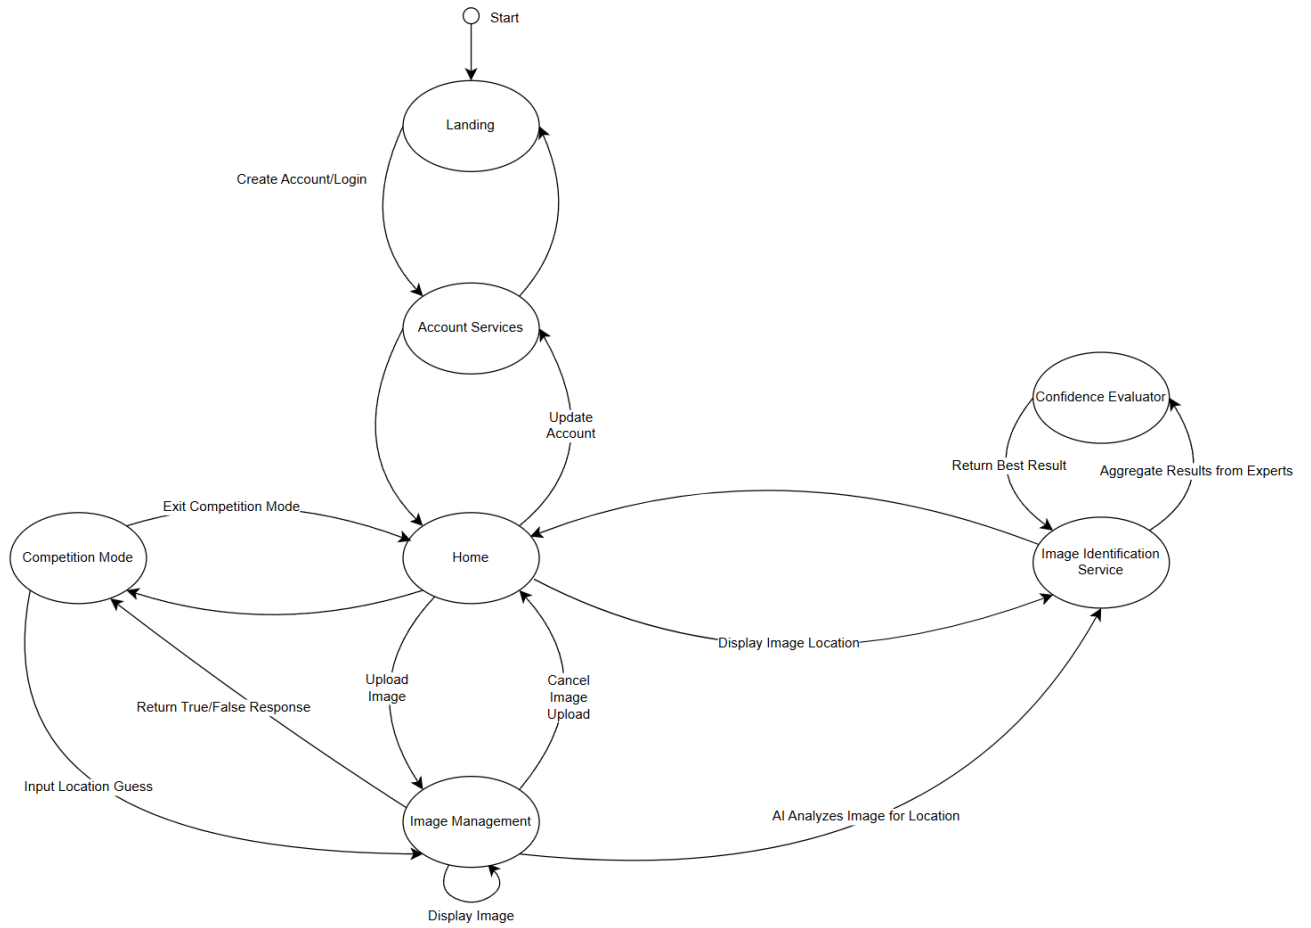 Start
Landing
Create Account/Login
Account Services
Update
Account
Confidence Evaluator
Return Best Result
Aggregate Results from Experts
Exit Competition Mode
Competition Mode
Home
Image Identification
Service
Display Image Location
Upload
Image
Cancel
Image
Upload
Return True/False Response
Input Location Guess
Image Management
AI Analyzes Image for Location
Display Image